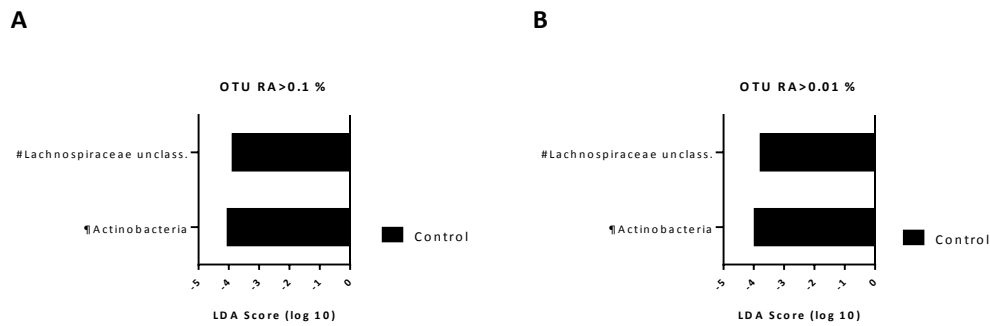 A
OTU RA>0.1 %
#Lachnospiraceae unclass.
¶Actinobacteria
Control
-5 -4 -3 -2 -1 0
LDA Score (log 10)
B
OTU RA>0.01 %
#Lachnospiraceae unclass.
¶Actinobacteria
Control
-5 -4 -3 -2 -1 0
LDA Score (log 10)